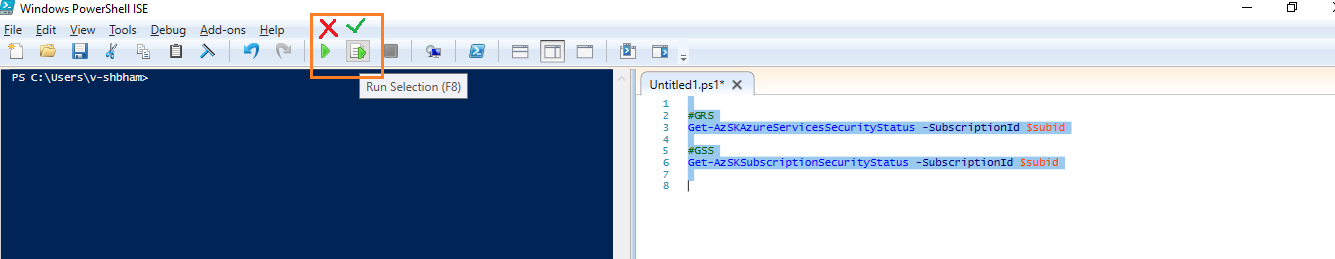 Windows PowerShell ISE
File Edit View Tools Debug Add-ons Help
Run Selection (F8)
PS C:\Users\v-shbham>
Untitled1.ps1*
1
2 #GRS
3 Get-AzSKAzureServicesSecurityStatus -SubscriptionId $subid
4
5 #GSS
6 Get-AzSKSubscriptionSecurityStatus -SubscriptionId $subid
7
8